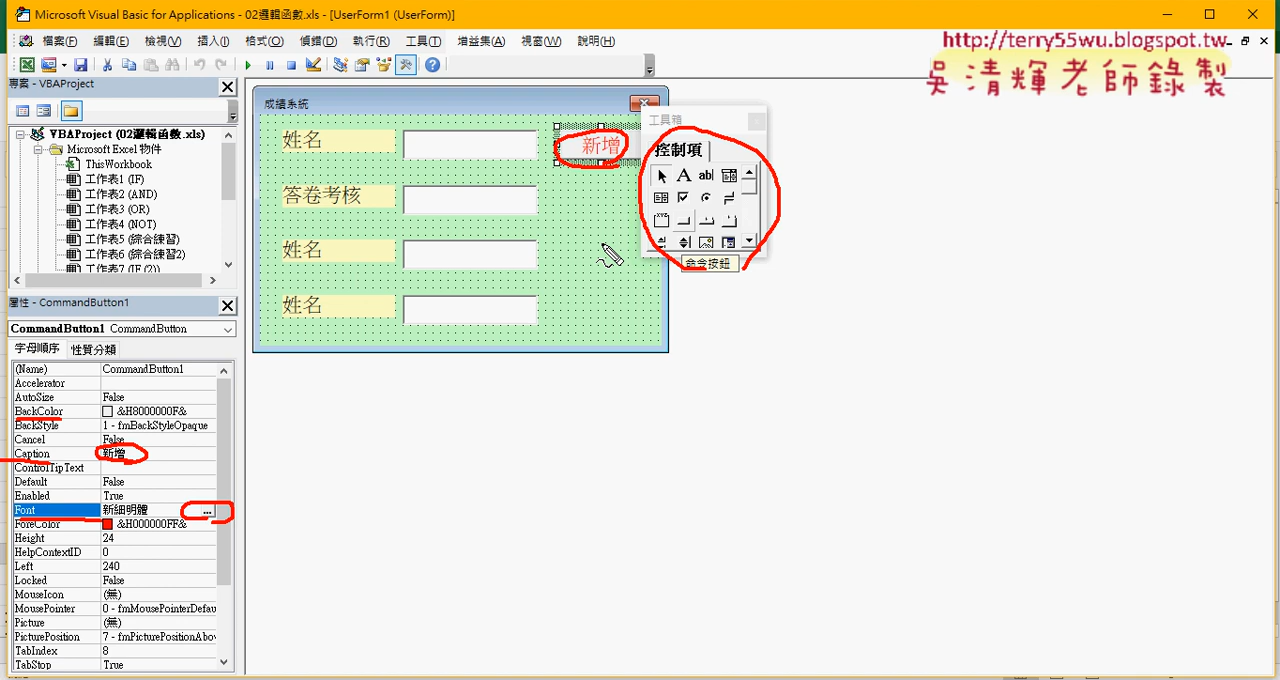 Microsoft Visual Basic for Applications - 02邏輯函數.xls - [UserForm1 (UserForm)]
檔案(F) 編輯(E) 檢視(V) 插入(I) 格式(O) 偵錯(D) 執行(R) 工具(T) 增益集(A) 視窗(W) 說明(H)
http://terry55wu.blogspot.tw
吳清輝老師錄製
專案 - VBAProject
VBAProject (02邏輯函數.xls)
Microsoft Excel 物件
ThisWorkbook
工作表1 (IF)
工作表2 (AND)
工作表3 (OR)
工作表4 (NOT)
工作表5 (綜合練習)
工作表6 (綜合練習2)
工作表7 (IF (2))
屬性 - CommandButton1
CommandButton1 CommandButton
字母順序 性質分類
(Name) CommandButton1
Accelerator
AutoSize False
BackColor &H8000000F&
BackStyle 1 - fmBackStyleOpaque
Cancel False
Caption 新增
ControlTipText
Default False
Enabled True
Font 新細明體 ...
ForeColor &H000000FF&
Height 24
HelpContextID 0
Left 240
Locked False
MouseIcon (無)
MousePointer 0 - fmMousePointerDefau
Picture (無)
PicturePosition 7 - fmPicturePositionAbov
TabIndex 8
TabStop True
成績系統
姓名
新增
答卷考核
姓名
姓名
工具箱
控制項
命令按鈕